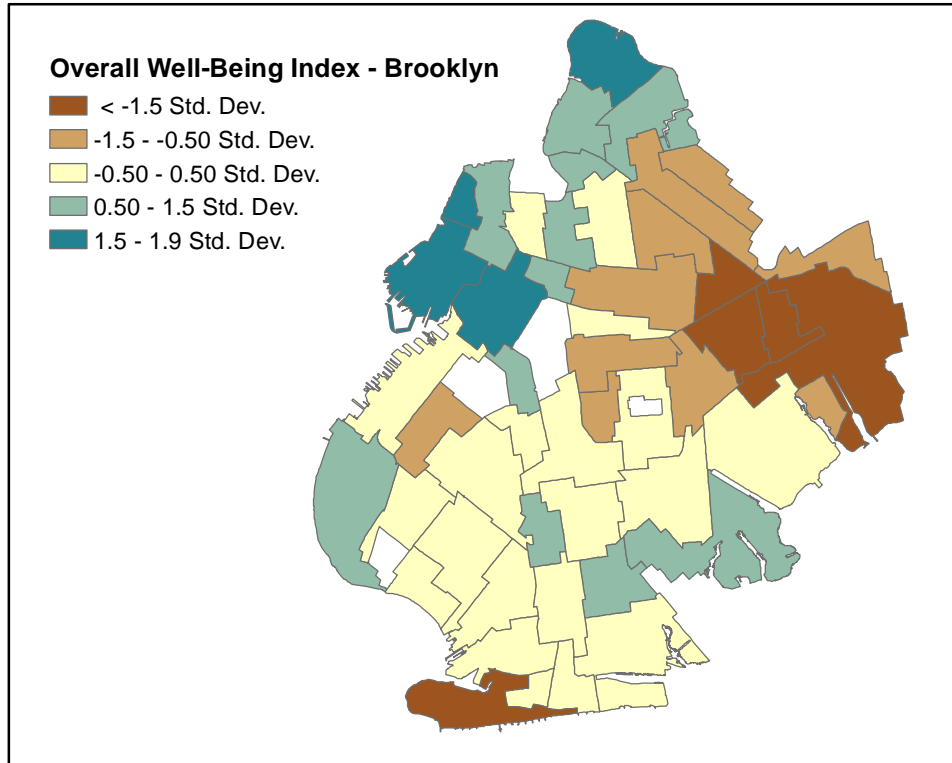 Overall Well-Being Index - Brooklyn
< -1.5 Std. Dev.
-1.5 - -0.50 Std. Dev.
-0.50 - 0.50 Std. Dev.
0.50 - 1.5 Std. Dev.
1.5 - 1.9 Std. Dev.